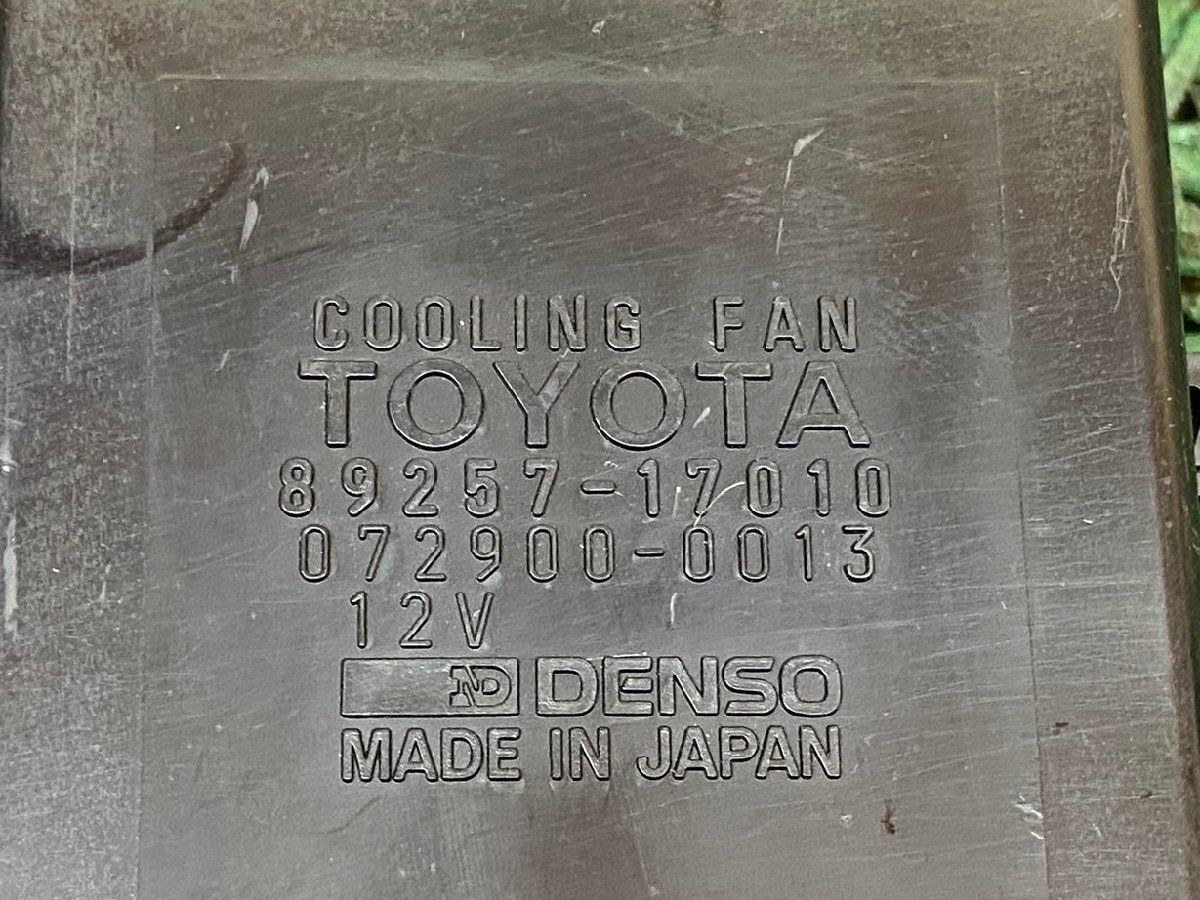 COOLING FAN
TOYOTA
89257-17010
072900-0013
12V
ND DENSO
MADE IN JAPAN